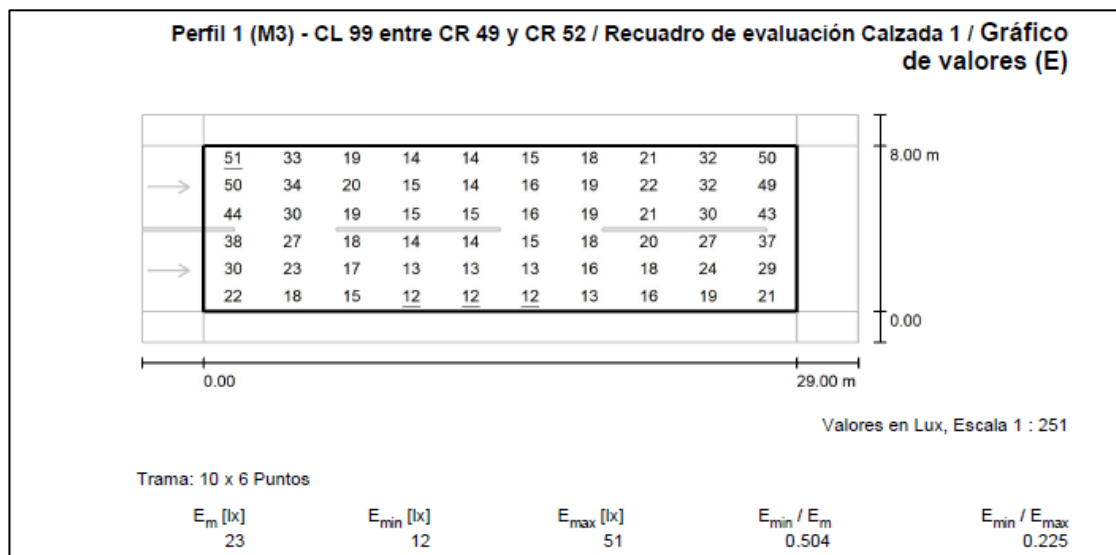 Perfil 1 (M3) - CL 99 entre CR 49 y CR 52 / Recuadro de evaluación Calzada 1 / Gráfico
de valores (E)
51 33 19 14 14 15 18 21 32 50
8.00 m
50 34 20 15 14 16 19 22 32 49
44 30 19 15 15 16 19 21 30 43
38 27 18 14 14 15 18 20 27 37
30 23 17 13 13 13 16 18 24 29
22 18 15 12 12 12 13 16 19 21
0.00
0.00 29.00 m
Valores en Lux, Escala 1 : 251
Trama: 10 x 6 Puntos
Em [lx] Emin [lx] Emax [lx] Emin / Em Emin / Emax
23 12 51 0.504 0.225